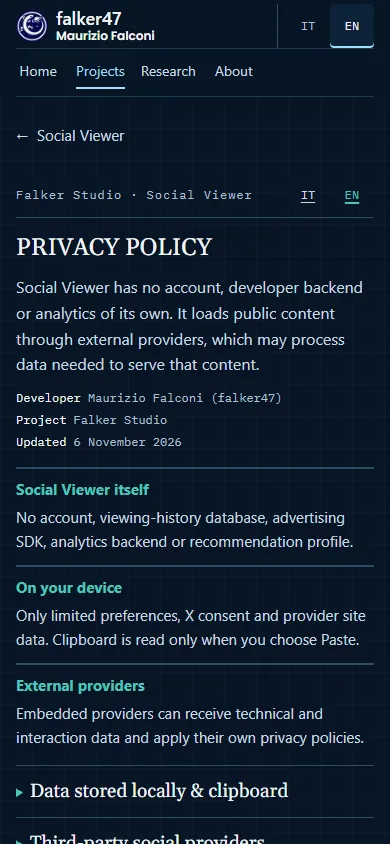 falker47
Maurizio Falconi
IT
EN
Home
Projects
Research
About
← Social Viewer
Falker Studio · Social Viewer
IT
EN
PRIVACY POLICY
Social Viewer has no account, developer backend
or analytics of its own. It loads public content
through external providers, which may process
data needed to serve that content.
Developer Maurizio Falconi (falker47)
Project Falker Studio
Updated 6 November 2026
Social Viewer itself
No account, viewing-history database, advertising
SDK, analytics backend or recommendation profile.
On your device
Only limited preferences, X consent and provider site
data. Clipboard is read only when you choose Paste.
External providers
Embedded providers can receive technical and
interaction data and apply their own privacy policies.
▸ Data stored locally & clipboard
▸ Third-party social providers